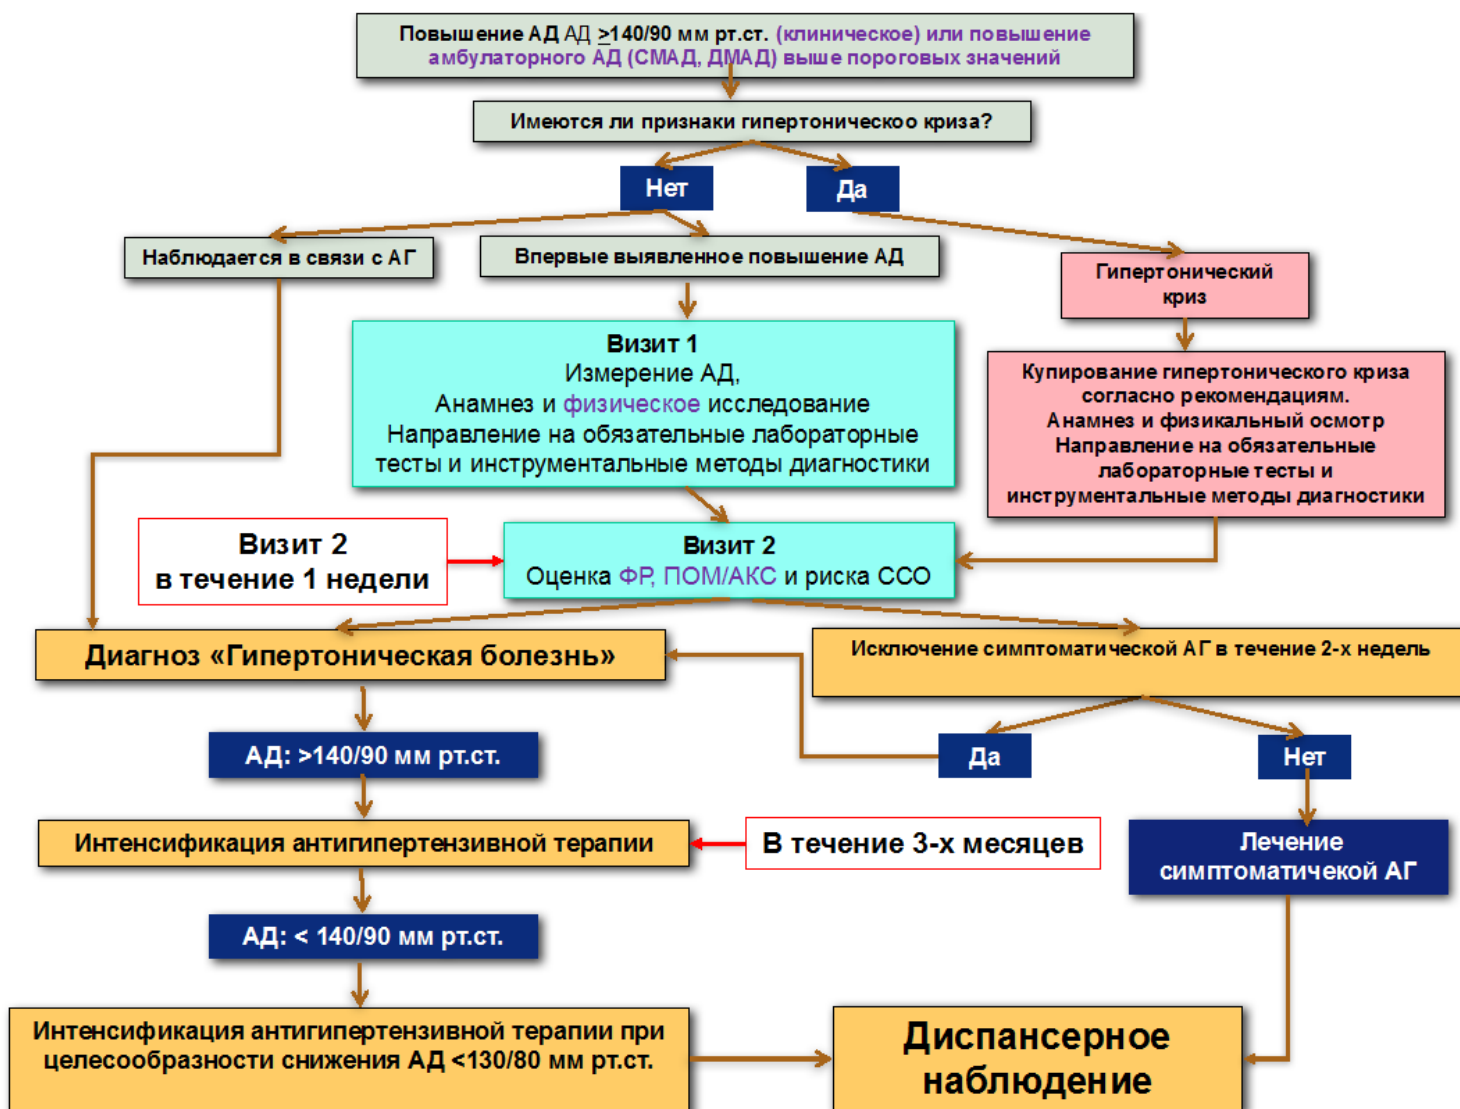 Повышение АД АД ≥140/90 мм рт.ст. (клиническое) или повышение
амбулаторного АД (СМАД, ДМАД) выше пороговых значений
Имеются ли признаки гипертоническоо криза?
Нет
Да
Наблюдается в связи с АГ
Впервые выявленное повышение АД
Гипертонический
криз
Визит 1
Измерение АД,
Анамнез и физическое исследование
Направление на обязательные лабораторные
тесты и инструментальные методы диагностики
Купирование гипертонического криза
согласно рекомендациям.
Анамнез и физикальный осмотр
Направление на обязательные
лабораторные тесты и
инструментальные методы диагностики
Визит 2
в течение 1 недели
Визит 2
Оценка ФР, ПОМ/АКС и риска ССО
Диагноз «Гипертоническая болезнь»
Исключение симптоматической АГ в течение 2-х недель
АД: >140/90 мм рт.ст.
Да
Нет
Интенсификация антигипертензивной терапии
В течение 3-х месяцев
Лечение
симптоматичекой АГ
АД: < 140/90 мм рт.ст.
Интенсификация антигипертензивной терапии при
целесообразности снижения АД <130/80 мм рт.ст.
Диспансерное
наблюдение